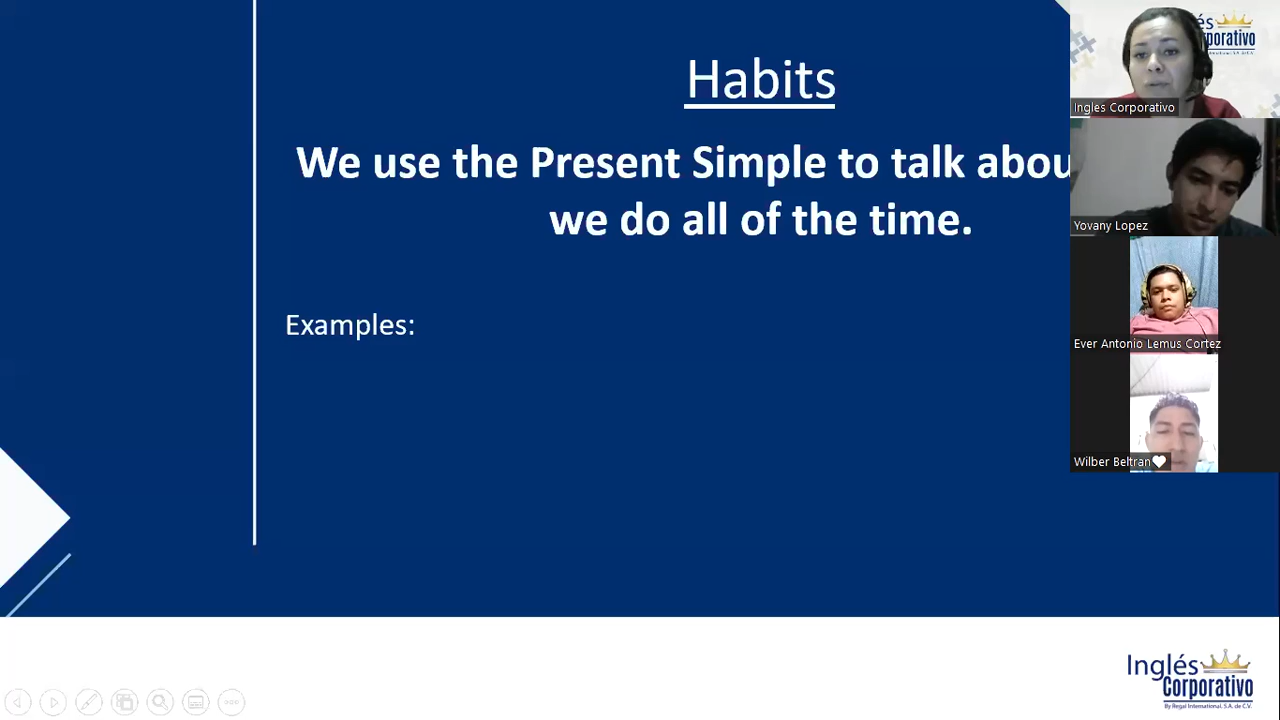 Habits
We use the Present Simple to talk abou
we do all of the time.
Examples:
Ingles Corporativo
Yovany Lopez
Ever Antonio Lemus Cortez
Wilber Beltran🤍
Inglés
Corporativo
By Regal International, S.A. de C.V.